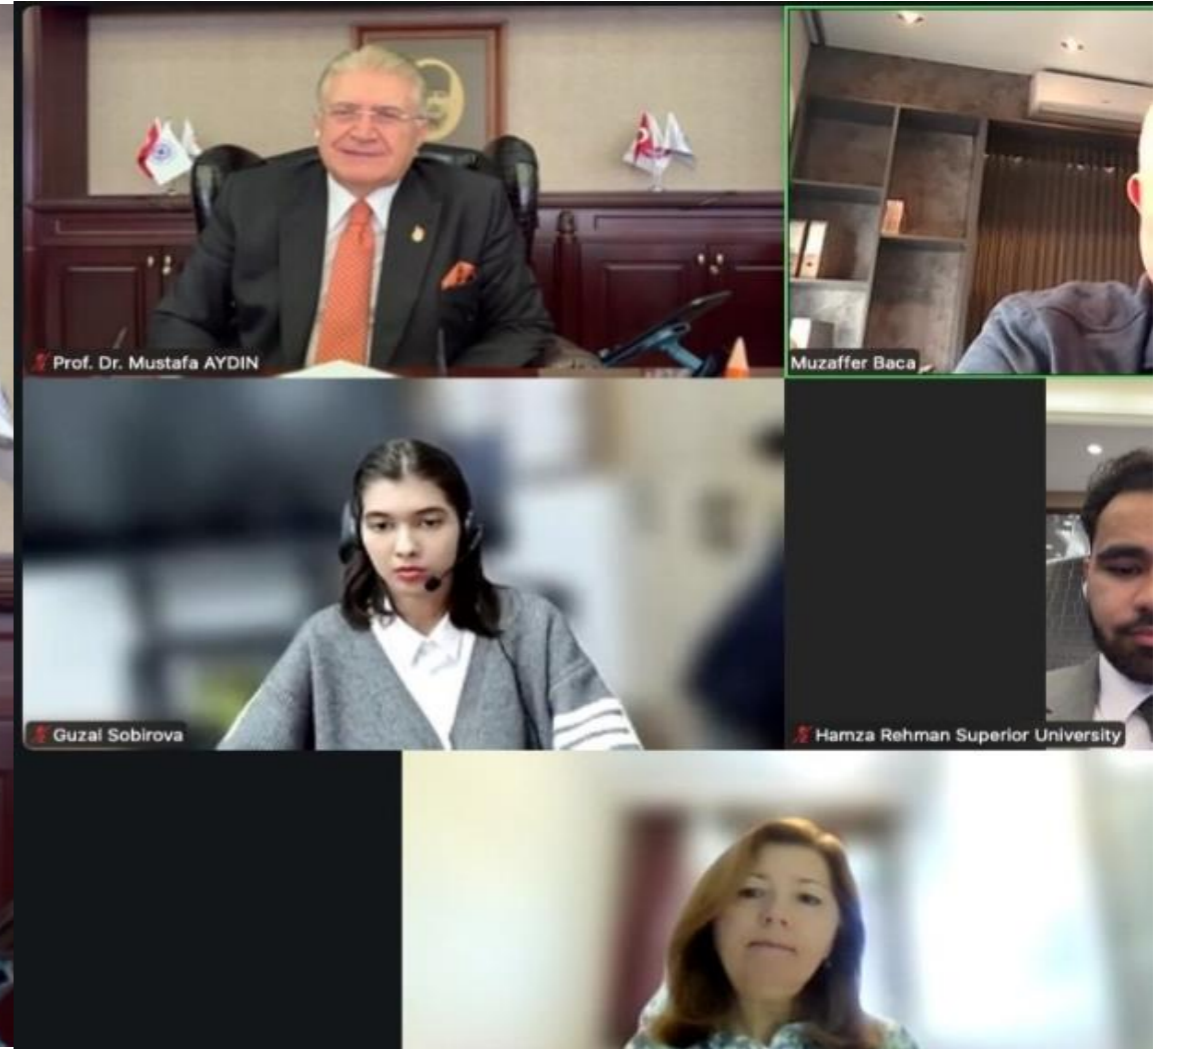 Prof. Dr. Mustafa AYDIN
Muzaffer Baca
Guzal Sobirova
Hamza Rehman Superior University